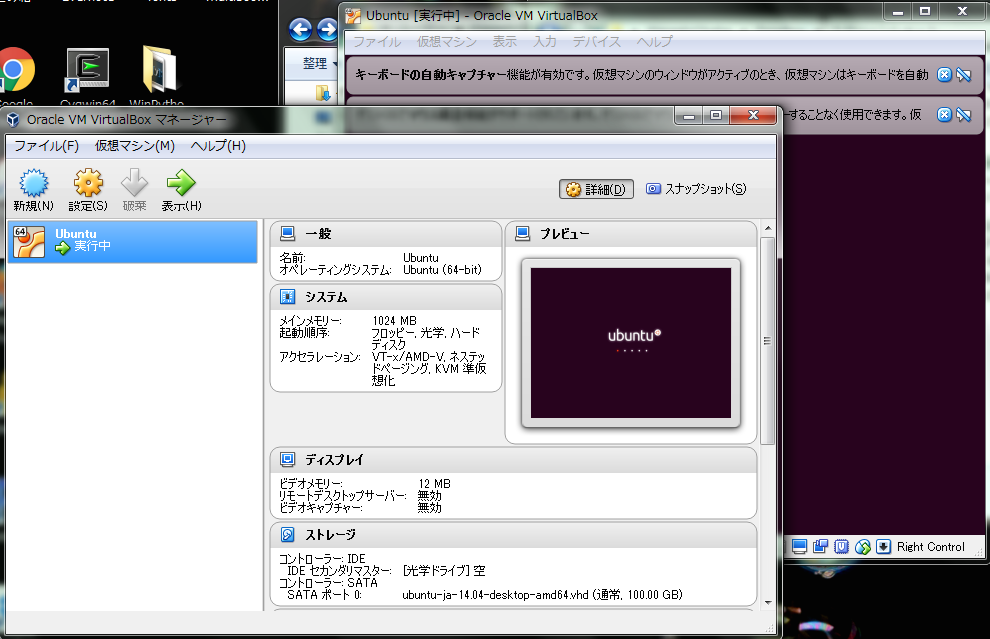 Ubuntu [実行中] - Oracle VM VirtualBox
ファイル 仮想マシン 表示 入力 デバイス ヘルプ
整理
キーボードの自動キャプチャー機能が有効です。仮想マシンのウィンドウがアクティブのとき、仮想マシンはキーボードを自動
ーすることなく使用できます。仮
Cygwin64
WinPytho
Oracle VM VirtualBox マネージャー
ファイル(F) 仮想マシン(M) ヘルプ(H)
新規(N) 設定(S) 破棄 表示(H)
詳細(D) スナップショット(S)
64
Ubuntu
実行中
一般
名前: Ubuntu
オペレーティングシステム: Ubuntu (64-bit)
システム
メインメモリー: 1024 MB
起動順序: フロッピー, 光学, ハード
ディスク
アクセラレーション: VT-x/AMD-V, ネステッ
ドページング, KVM 準仮
想化
プレビュー
ubuntu
ディスプレイ
ビデオメモリー: 12 MB
リモートデスクトップサーバー: 無効
ビデオキャプチャー: 無効
ストレージ
コントローラー: IDE
IDE セカンダリマスター: [光学ドライブ] 空
コントローラー: SATA
SATA ポート 0: ubuntu-ja-14.04-desktop-amd64.vhd (通常, 100.00 GB)
Right Control